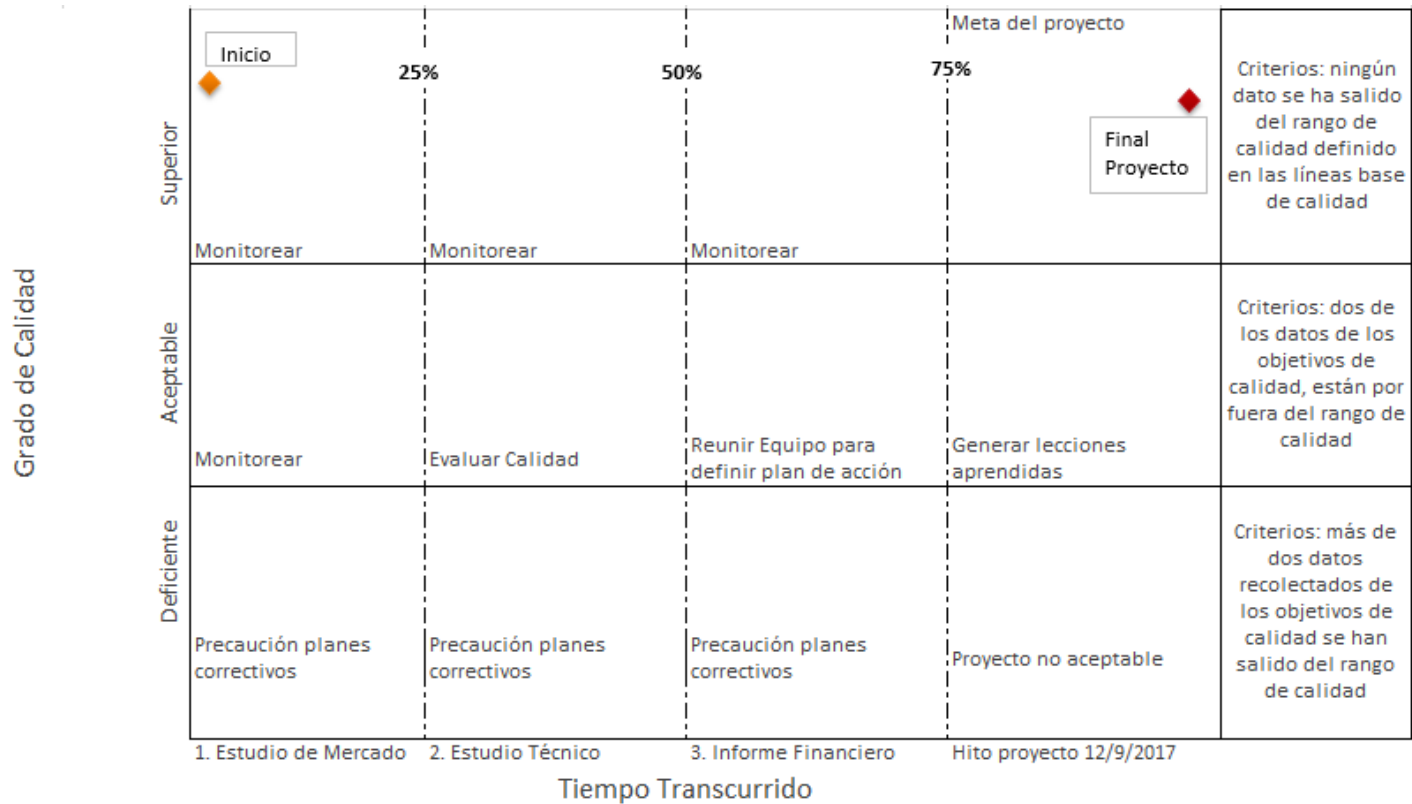 Meta del proyecto
Inicio
25%
50%
75%
Final
Proyecto
Criterios: ningún
dato se ha salido
del rango de
calidad definido
en las líneas base
de calidad
Superior
Monitorear
Monitorear
Monitorear
Grado de Calidad
Aceptable
Criterios: dos de
los datos de los
objetivos de
calidad, están por
fuera del rango de
calidad
Monitorear
Evaluar Calidad
Reunir Equipo para
definir plan de acción
Generar lecciones
aprendidas
Deficiente
Criterios: más de
dos datos
recolectados de
los objetivos de
calidad se han
salido del rango
de calidad
Precaución planes
correctivos
Precaución planes
correctivos
Precaución planes
correctivos
Proyecto no aceptable
1. Estudio de Mercado
2. Estudio Técnico
3. Informe Financiero
Hito proyecto 12/9/2017
Tiempo Transcurrido